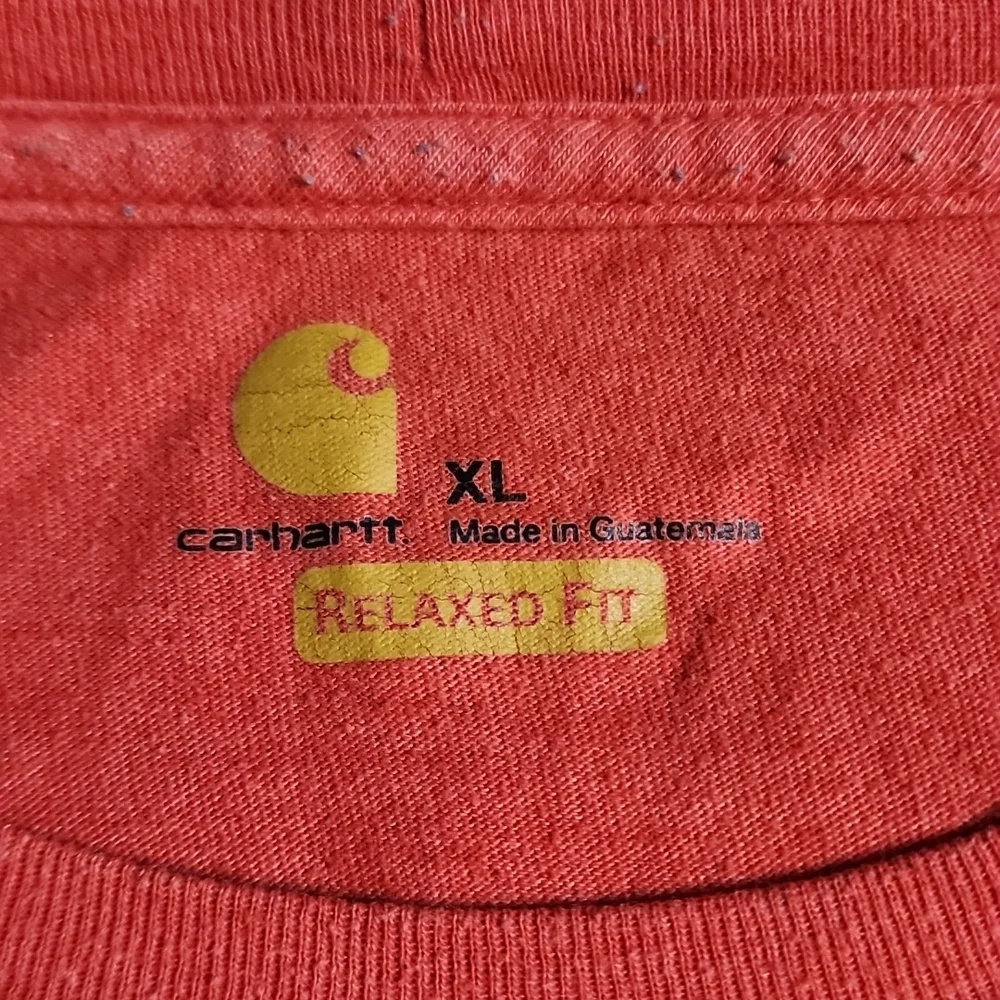 XL
carhartt. Made in Guatemala
RELAXED FIT